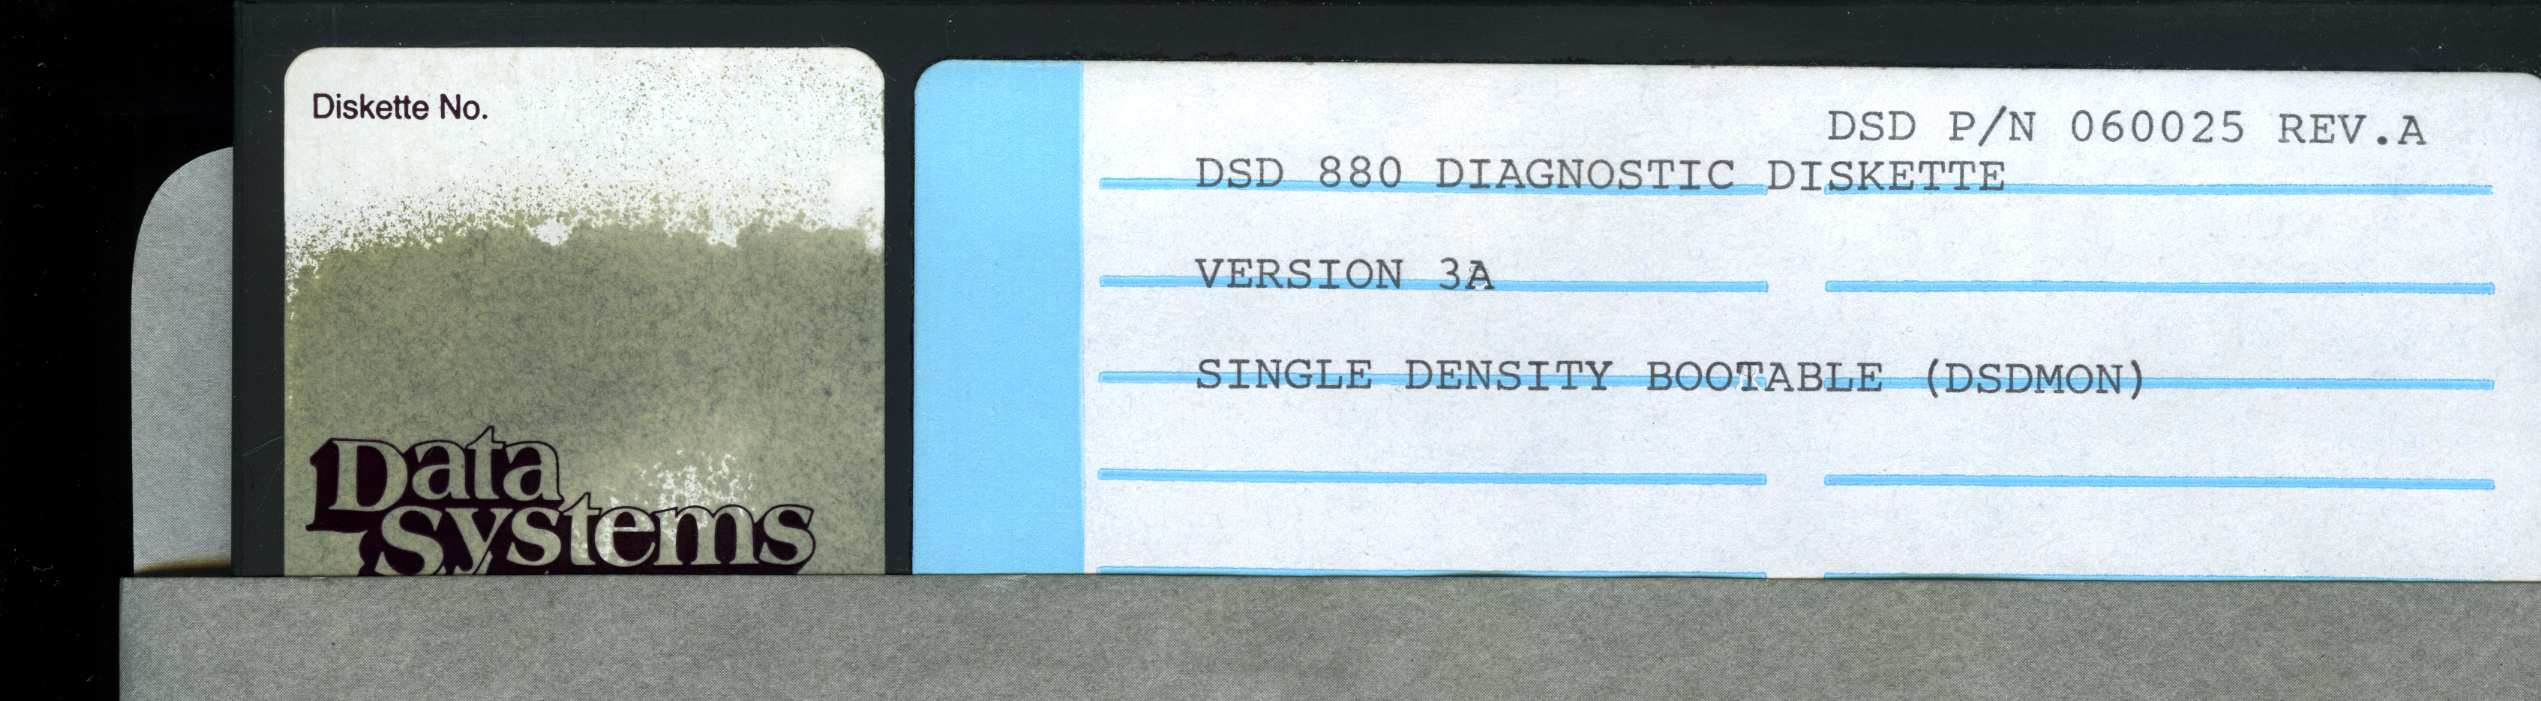 Diskette No.
Data
Systems
DSD P/N 060025 REV.A
DSD 880 DIAGNOSTIC DISKETTE
VERSION 3A
SINGLE DENSITY BOOTABLE (DSDMON)